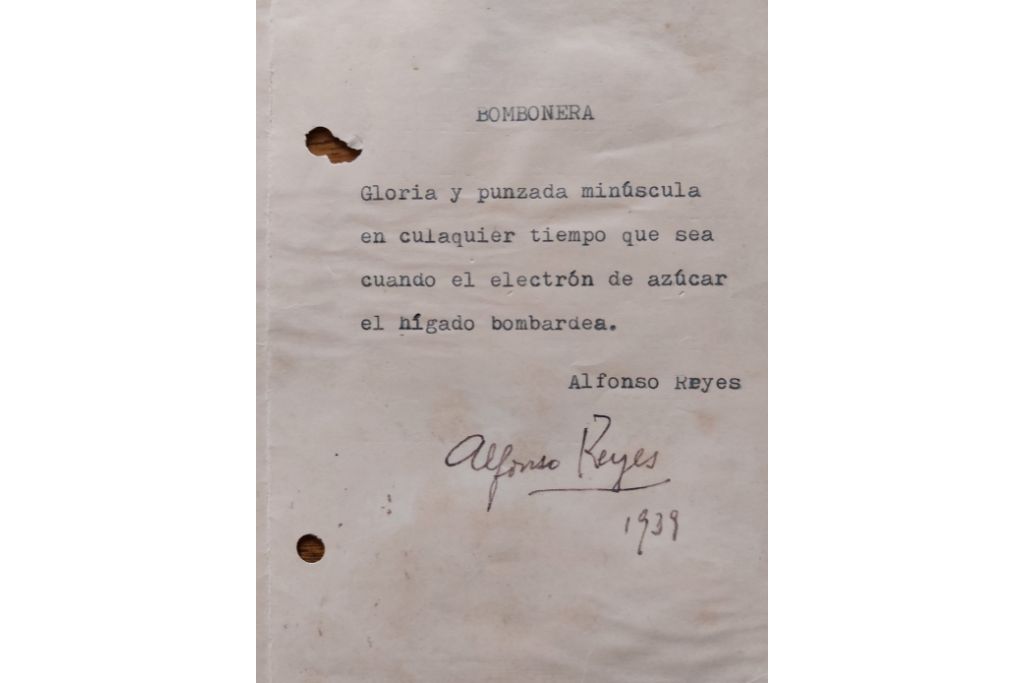 BOMBONERA
Gloria y punzada minúscula
en culaquier tiempo que sea
cuando el electrón de azúcar
el hígado bombardea.
Alfonso Reyes
Alfonso Reyes
1939